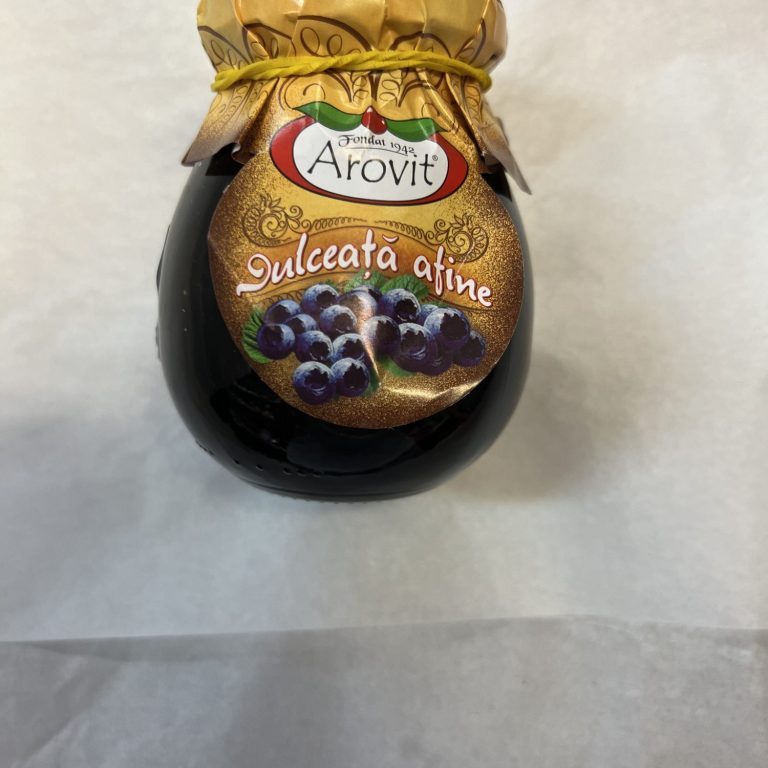 Fondat 1942
Arovit®
Dulceață afine